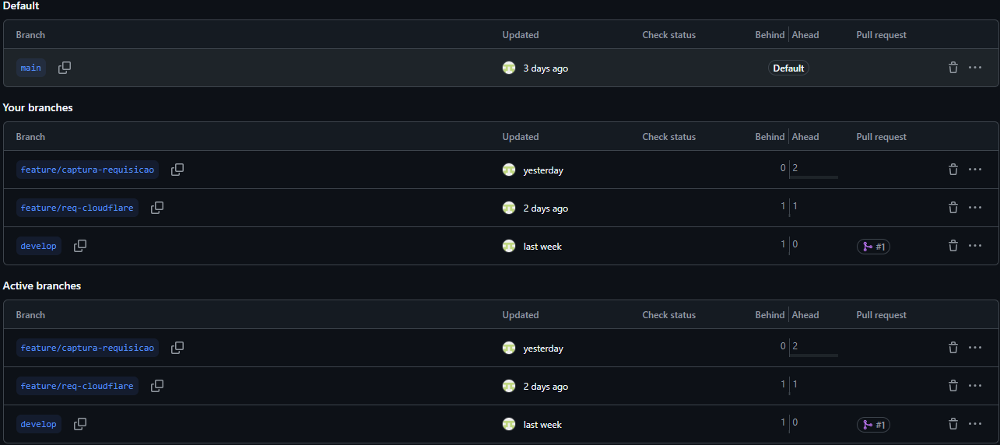 Default
Branch Updated Check status Behind Ahead Pull request
main 3 days ago Default
Your branches
Branch Updated Check status Behind Ahead Pull request
feature/captura-requisicao yesterday 0 2
feature/req-cloudflare 2 days ago 1 1
develop last week 1 0 #1
Active branches
Branch Updated Check status Behind Ahead Pull request
feature/captura-requisicao yesterday 0 2
feature/req-cloudflare 2 days ago 1 1
develop last week 1 0 #1